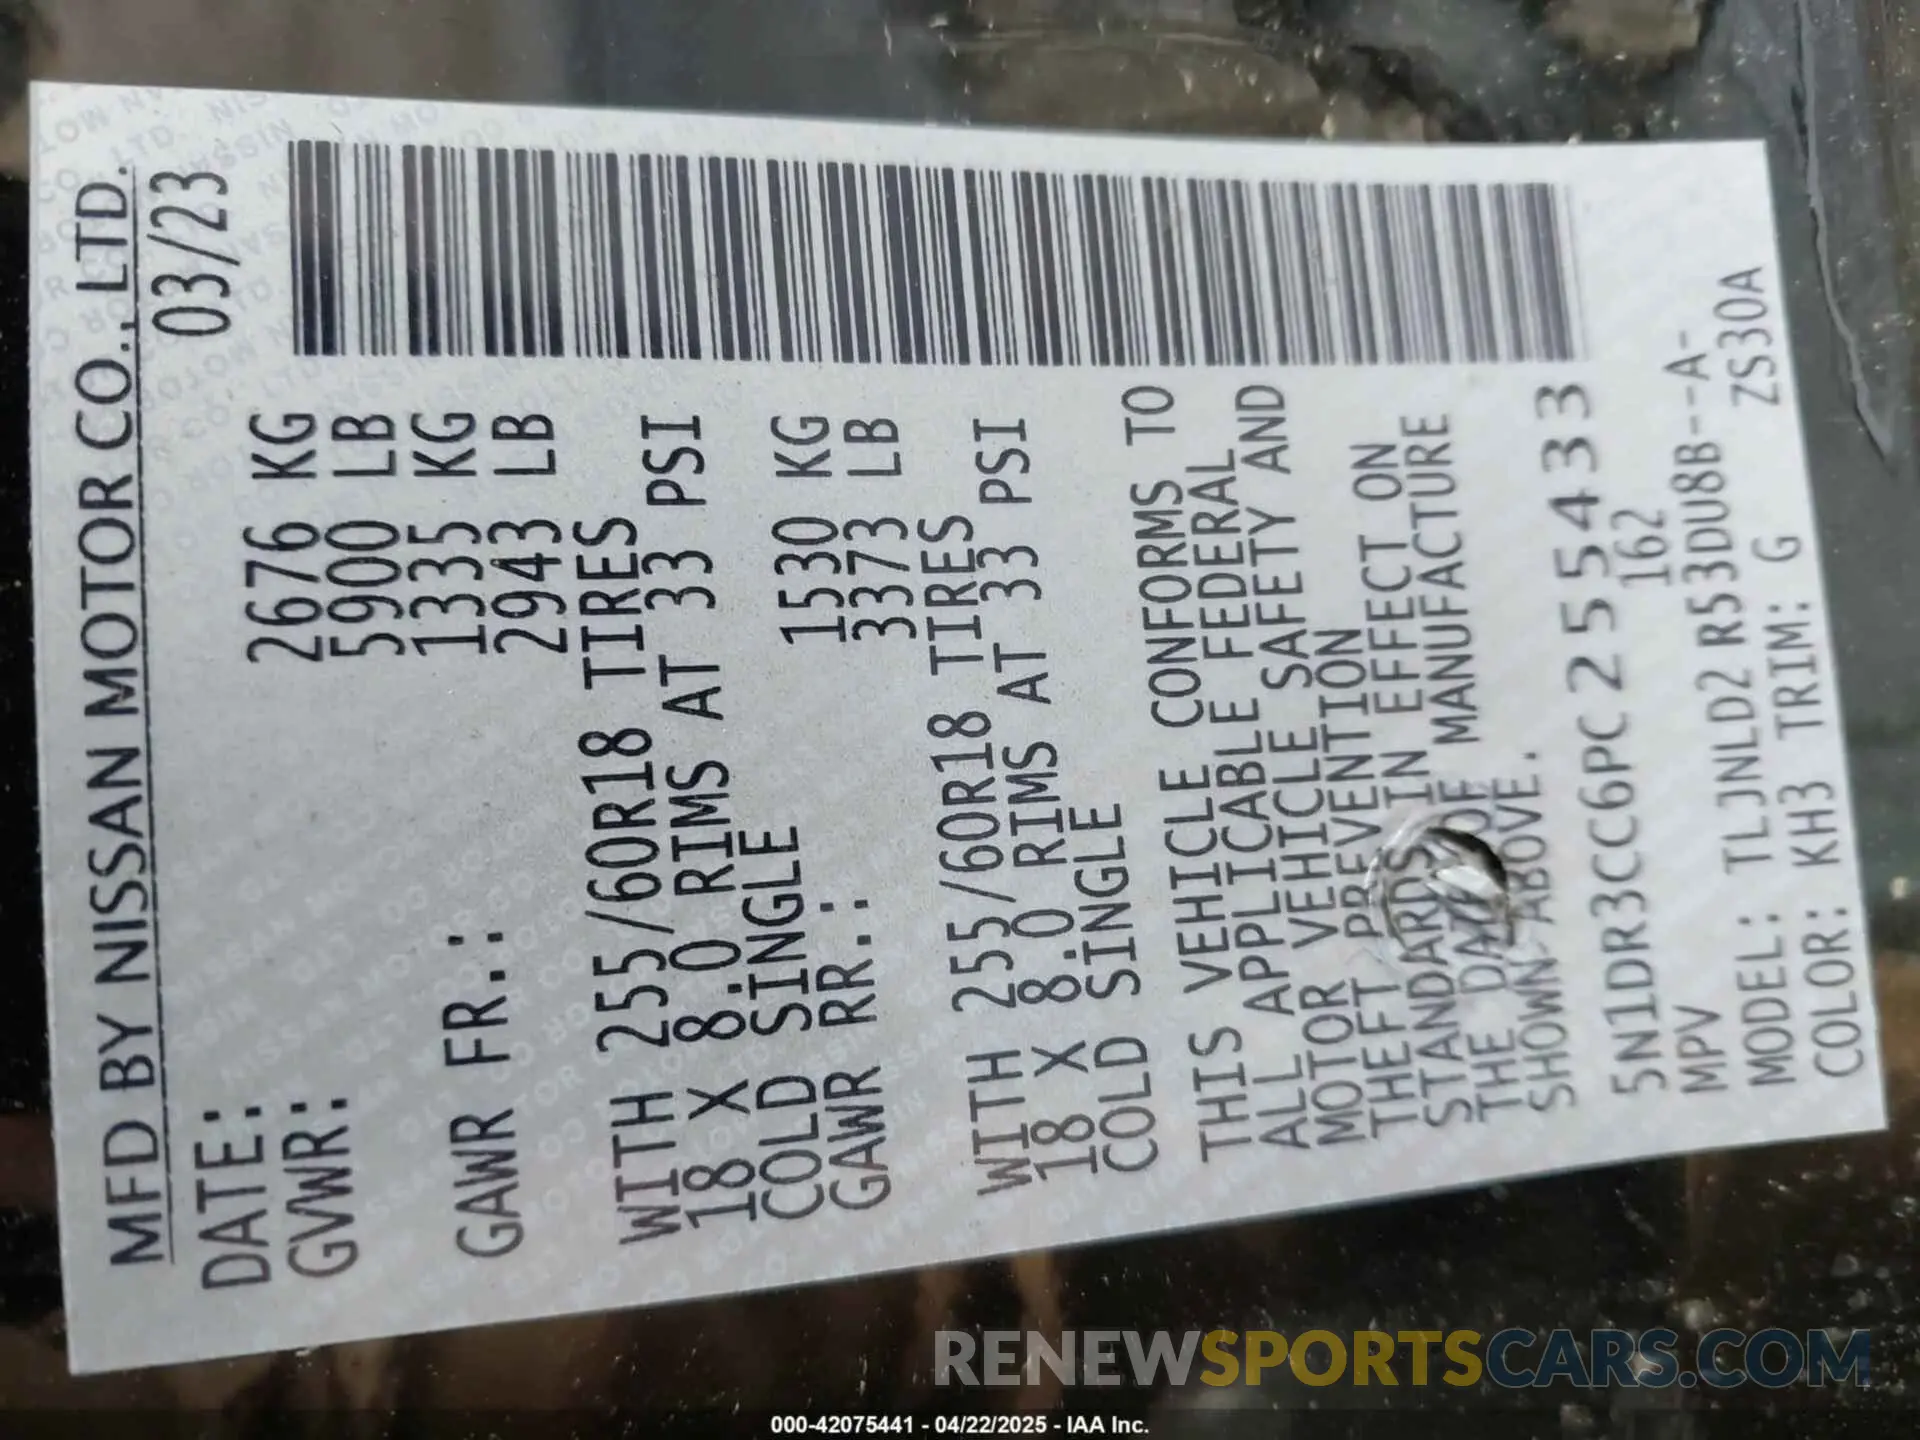 MFD BY NISSAN MOTOR CO., LTD.
DATE: 03/23
GVWR: 2676 KG
5900 LB
GAWR FR.: 1335 KG
2943 LB
WITH 255/60R18 TIRES
18 X 8.0 RIMS AT 33 PSI
COLD SINGLE
GAWR RR.: 1530 KG
3373 LB
WITH 255/60R18 TIRES
18 X 8.0 RIMS AT 33 PSI
COLD SINGLE
THIS VEHICLE CONFORMS TO
ALL APPLICABLE FEDERAL
MOTOR VEHICLE SAFETY AND
THEFT PREVENTION
STANDARDS IN EFFECT ON
THE DATE OF MANUFACTURE
SHOWN ABOVE.
5N1DR3CC6PC255433
MPV 162
MODEL: TLJNLD2 R53DU8B--A-
COLOR: KH3 TRIM: G ZS30A
RENEWSPORTSCARS.COM
000-42075441 - 04/22/2025 - IAA Inc.